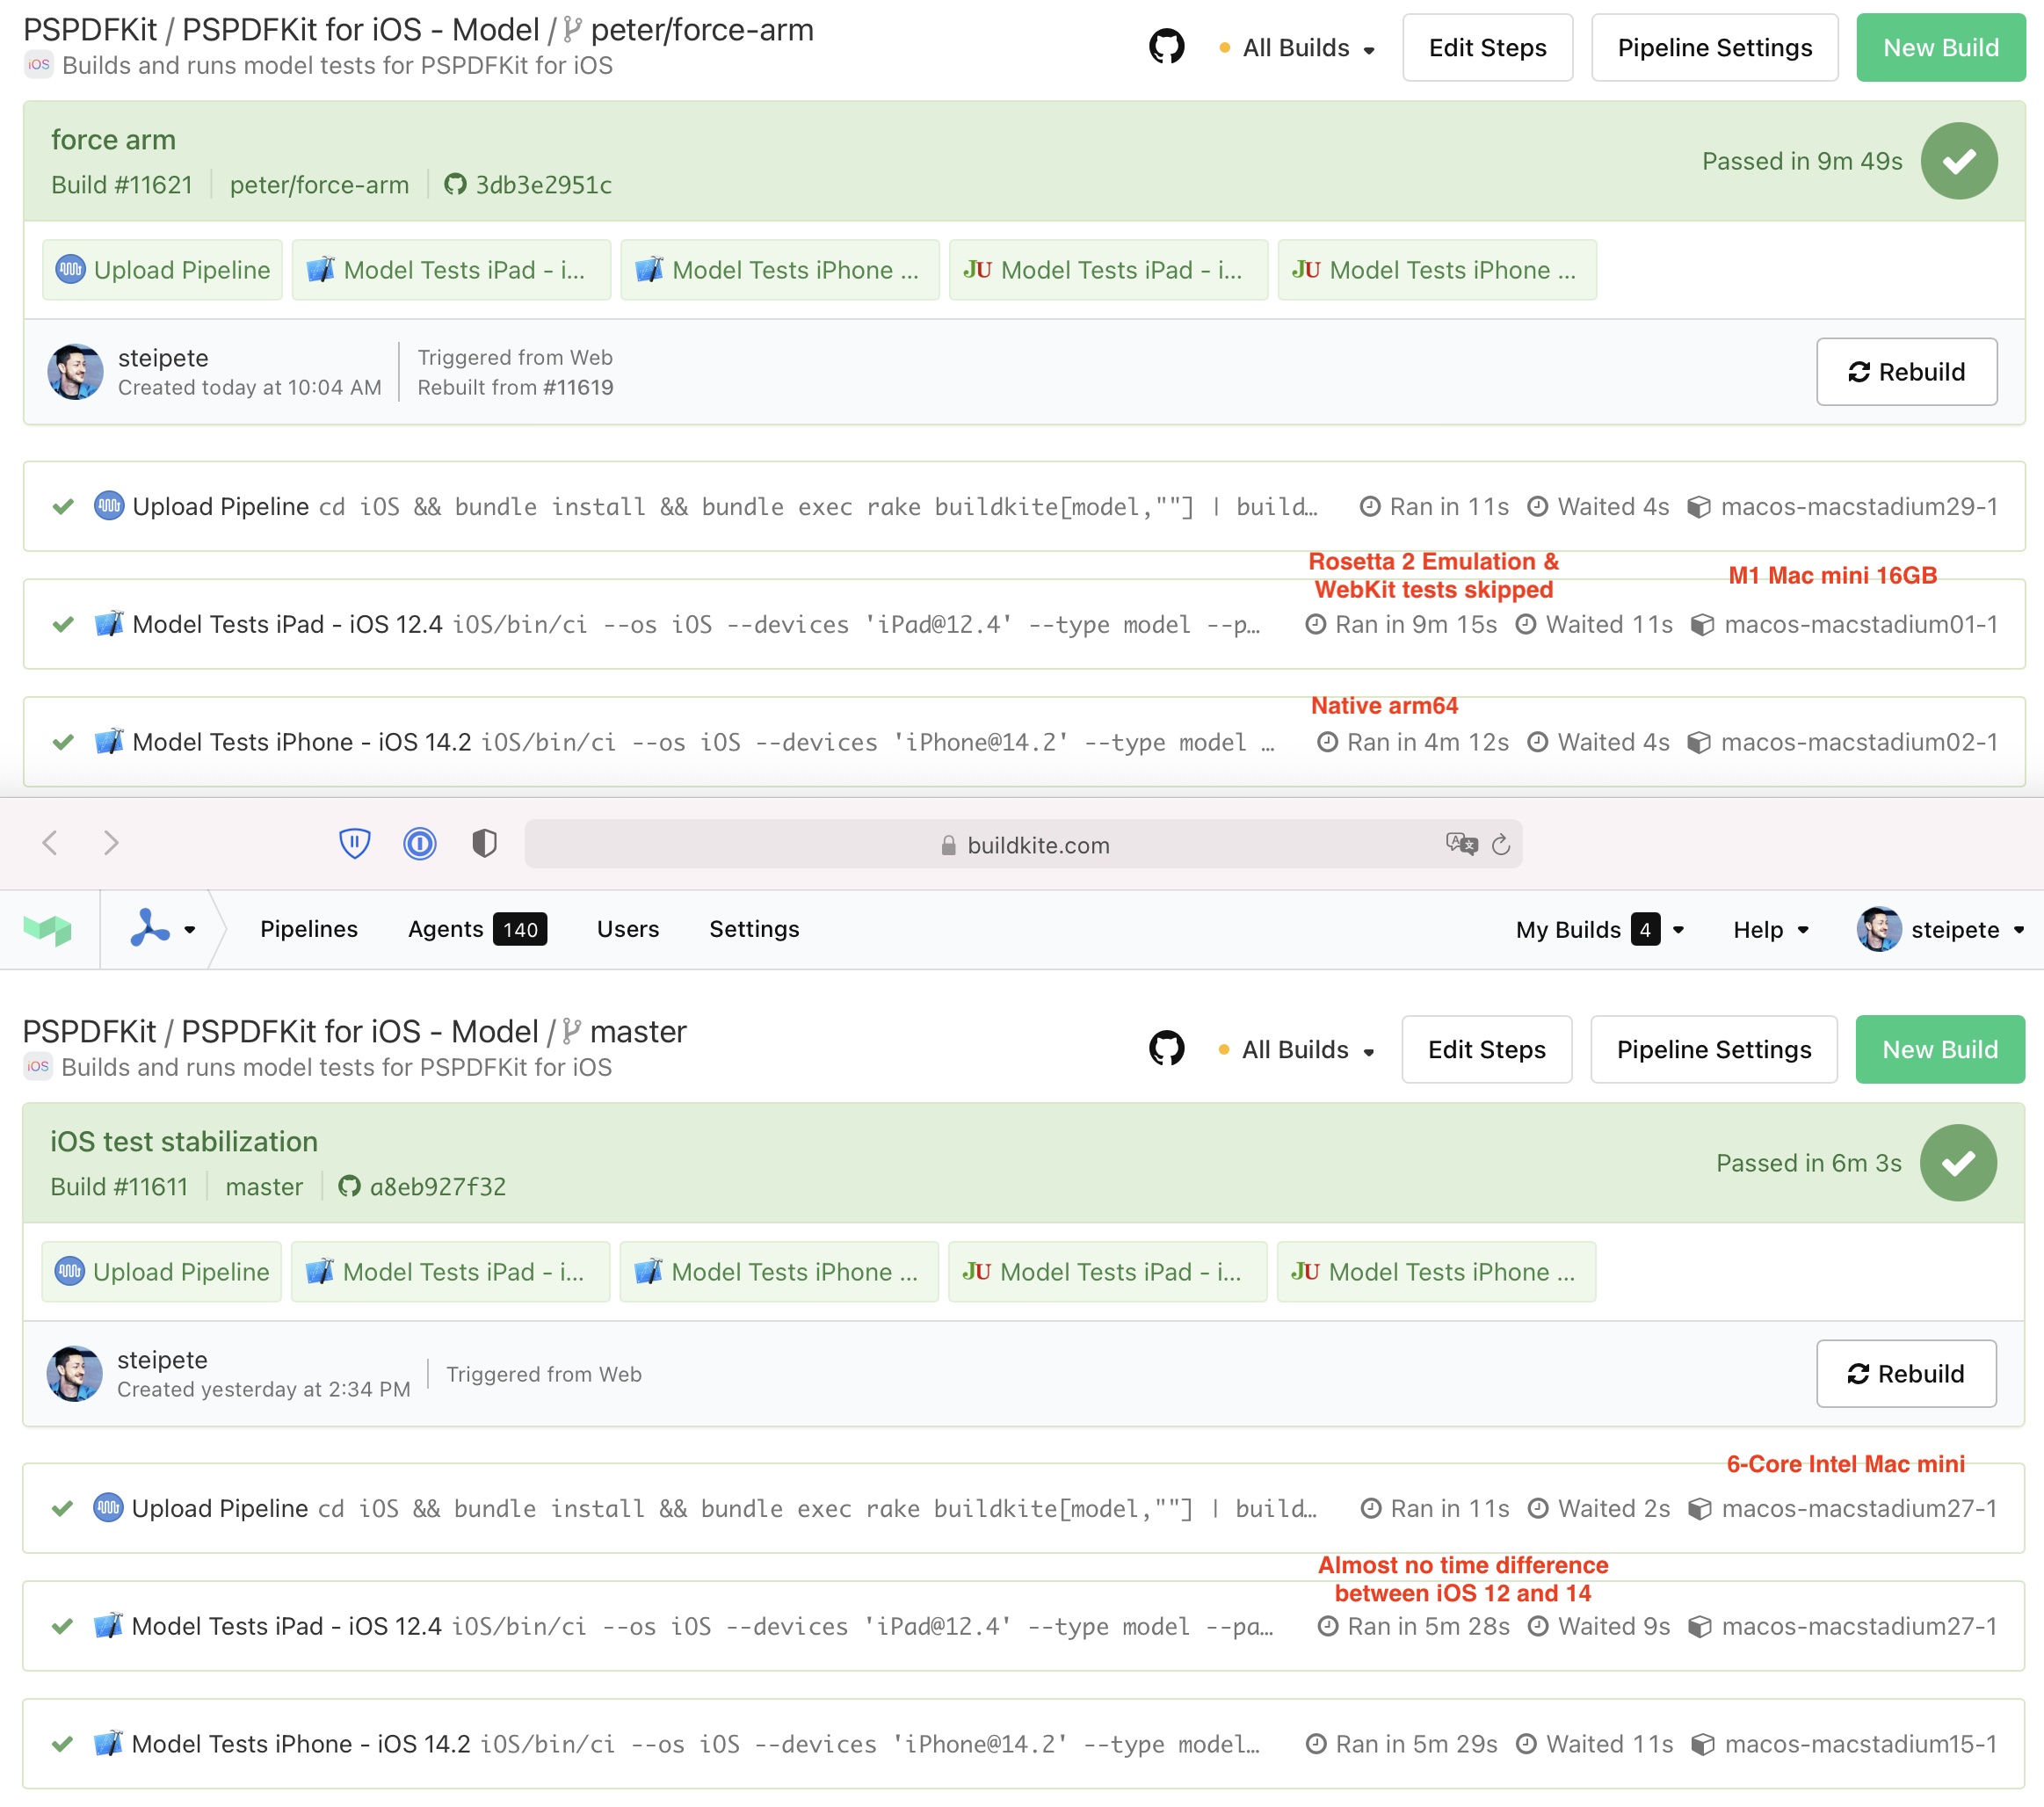 PSPDFKit / PSPDFKit for iOS - Model / peter/force-arm
iOS Builds and runs model tests for PSPDFKit for iOS
All Builds
Edit Steps
Pipeline Settings
New Build
force arm
Build #11621 peter/force-arm 3db3e2951c
Passed in 9m 49s
Upload Pipeline
Model Tests iPad - i...
Model Tests iPhone ...
JU Model Tests iPad - i...
JU Model Tests iPhone ...
steipete
Created today at 10:04 AM
Triggered from Web
Rebuilt from #11619
Rebuild
Upload Pipeline cd iOS && bundle install && bundle exec rake buildkite[model,""] | build… Ran in 11s Waited 4s macos-macstadium29-1
Rosetta 2 Emulation &
WebKit tests skipped
M1 Mac mini 16GB
Model Tests iPad - iOS 12.4 iOS/bin/ci --os iOS --devices 'iPad@12.4' --type model --p… Ran in 9m 15s Waited 11s macos-macstadium01-1
Native arm64
Model Tests iPhone - iOS 14.2 iOS/bin/ci --os iOS --devices 'iPhone@14.2' --type model … Ran in 4m 12s Waited 4s macos-macstadium02-1
buildkite.com
Pipelines
Agents 140
Users
Settings
My Builds 4
Help
steipete
PSPDFKit / PSPDFKit for iOS - Model / master
iOS Builds and runs model tests for PSPDFKit for iOS
All Builds
Edit Steps
Pipeline Settings
New Build
iOS test stabilization
Build #11611 master a8eb927f32
Passed in 6m 3s
Upload Pipeline
Model Tests iPad - i...
Model Tests iPhone ...
JU Model Tests iPad - i...
JU Model Tests iPhone ...
steipete
Created yesterday at 2:34 PM
Triggered from Web
Rebuild
6-Core Intel Mac mini
Upload Pipeline cd iOS && bundle install && bundle exec rake buildkite[model,""] | build… Ran in 11s Waited 2s macos-macstadium27-1
Almost no time difference
between iOS 12 and 14
Model Tests iPad - iOS 12.4 iOS/bin/ci --os iOS --devices 'iPad@12.4' --type model --pa… Ran in 5m 28s Waited 9s macos-macstadium27-1
Model Tests iPhone - iOS 14.2 iOS/bin/ci --os iOS --devices 'iPhone@14.2' --type model… Ran in 5m 29s Waited 11s macos-macstadium15-1